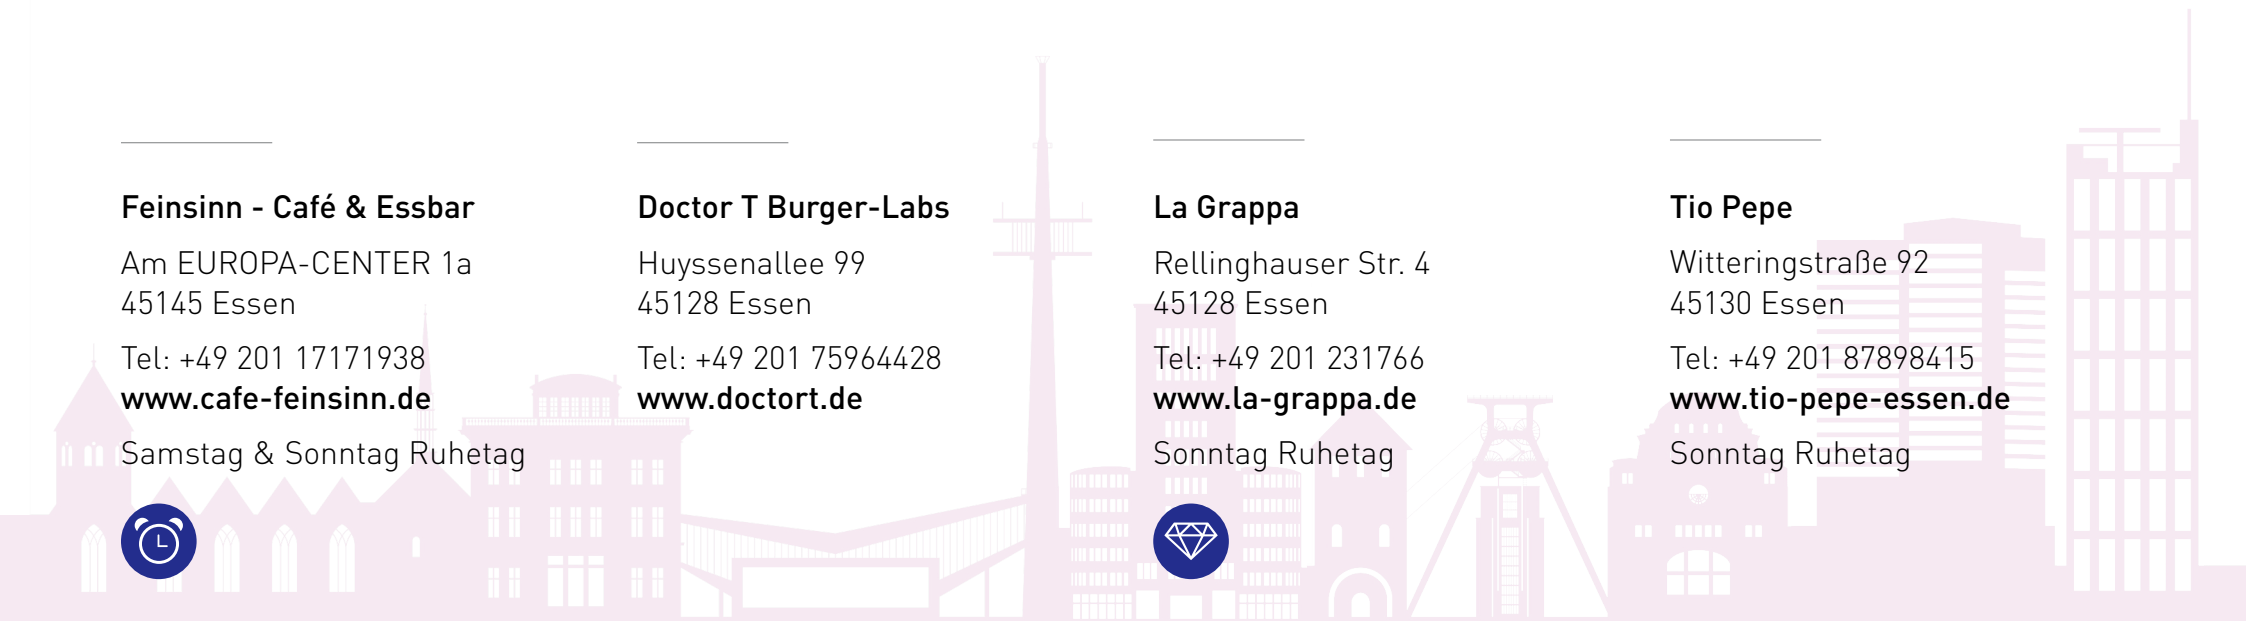 Feinsinn - Café & Essbar
Am EUROPA-CENTER 1a
45145 Essen
Tel: +49 201 17171938
www.cafe-feinsinn.de
Samstag & Sonntag Ruhetag
Doctor T Burger-Labs
Huyssenallee 99
45128 Essen
Tel: +49 201 75964428
www.doctort.de
La Grappa
Rellinghauser Str. 4
45128 Essen
Tel: +49 201 231766
www.la-grappa.de
Sonntag Ruhetag
Tio Pepe
Witteringstraße 92
45130 Essen
Tel: +49 201 87898415
www.tio-pepe-essen.de
Sonntag Ruhetag